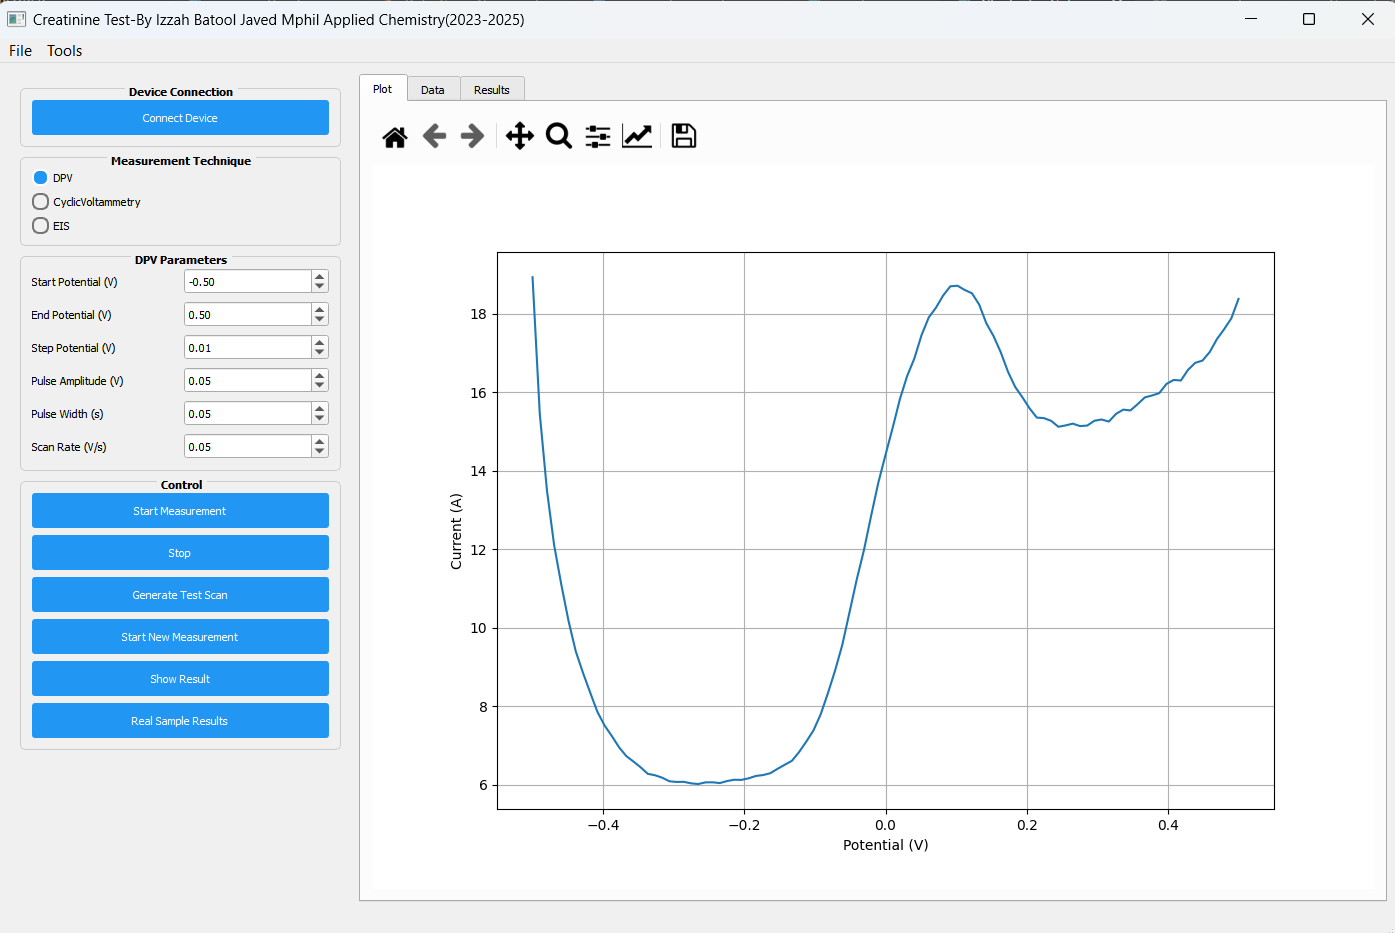 Creatinine Test-By Izzah Batool Javed Mphil Applied Chemistry(2023-2025)
File Tools
Device Connection
Connect Device
Measurement Technique
DPV
CyclicVoltammetry
EIS
DPV Parameters
Start Potential (V) -0.50
End Potential (V) 0.50
Step Potential (V) 0.01
Pulse Amplitude (V) 0.05
Pulse Width (s) 0.05
Scan Rate (V/s) 0.05
Control
Start Measurement
Stop
Generate Test Scan
Start New Measurement
Show Result
Real Sample Results
Plot Data Results
18
16
14
12
10
8
6
Current (A)
−0.4 −0.2 0.0 0.2 0.4
Potential (V)